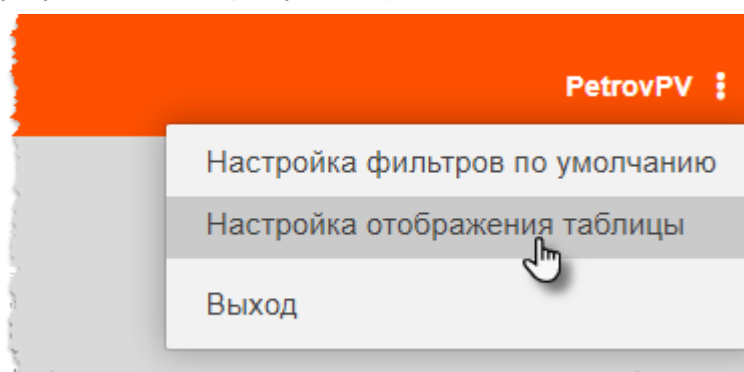 PetrovPV
Настройка фильтров по умолчанию
Настройка отображения таблицы
Выход